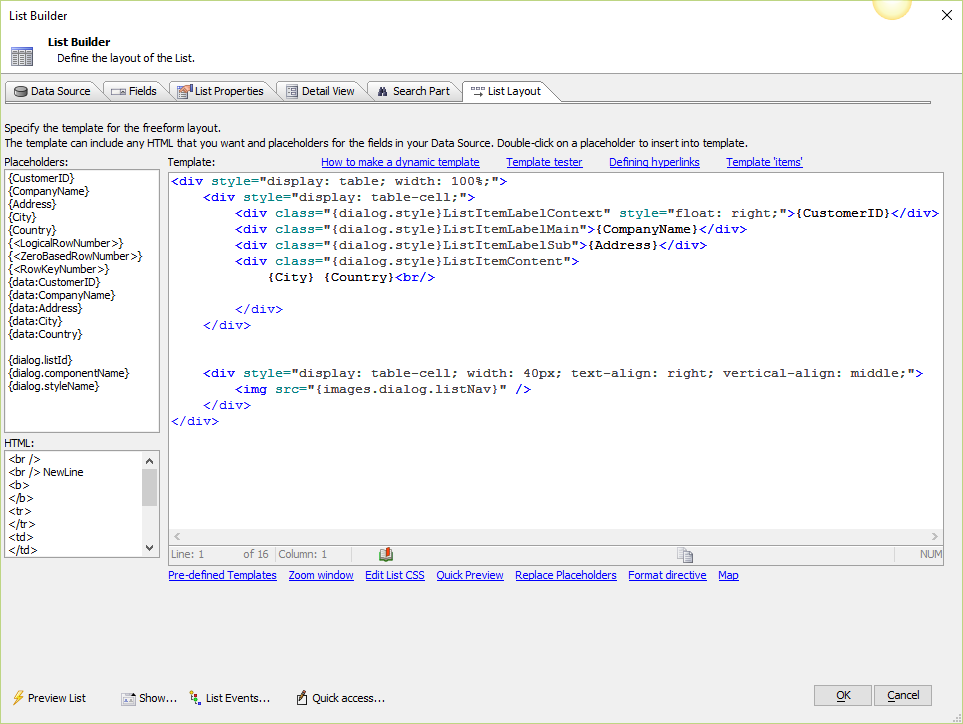 List Builder
List Builder
Define the layout of the List.
Data Source Fields List Properties Detail View Search Part List Layout
Specify the template for the freeform layout.
The template can include any HTML that you want and placeholders for the fields in your Data Source. Double-click on a placeholder to insert into template.
Placeholders:
{CustomerID}
{CompanyName}
{Address}
{City}
{Country}
{<LogicalRowNumber>}
{<ZeroBasedRowNumber>}
{<RowKeyNumber>}
{data:CustomerID}
{data:CompanyName}
{data:Address}
{data:City}
{data:Country}
{dialog.listId}
{dialog.componentName}
{dialog.styleName}
HTML:
<br />
<br /> NewLine
<b>
</b>
<tr>
</tr>
<td>
</td>
Template: How to make a dynamic template Template tester Defining hyperlinks Template 'items'
<div style="display: table; width: 100%;">
<div style="display: table-cell;">
<div class="{dialog.style}ListItemLabelContext" style="float: right;">{CustomerID}</div>
<div class="{dialog.style}ListItemLabelMain">{CompanyName}</div>
<div class="{dialog.style}ListItemLabelSub">{Address}</div>
<div class="{dialog.style}ListItemContent">
{City} {Country}<br/>
</div>
</div>
<div style="display: table-cell; width: 40px; text-align: right; vertical-align: middle;">
<img src="{images.dialog.listNav}" />
</div>
</div>
Line: 1 of 16 Column: 1 NUM
Pre-defined Templates Zoom window Edit List CSS Quick Preview Replace Placeholders Format directive Map
Preview List Show... List Events... Quick access... OK Cancel